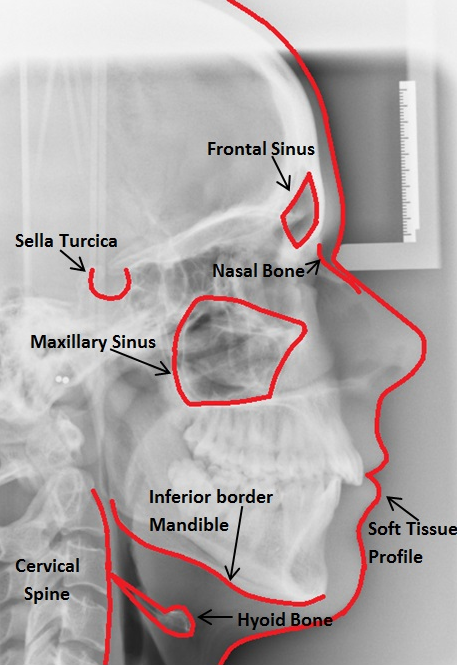 Frontal Sinus
Sella Turcica
Nasal Bone
Maxillary Sinus
Inferior border
Mandible
Soft Tissue
Profile
Cervical
Spine
Hyoid Bone